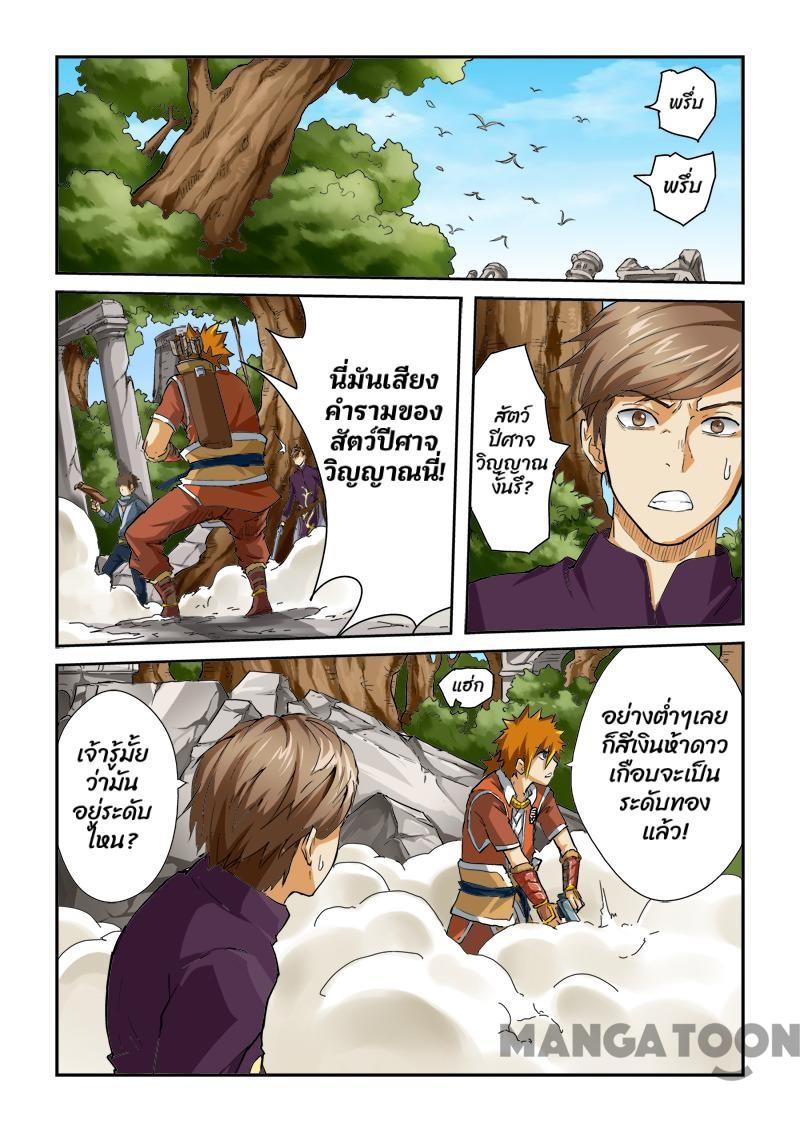 พรึ่บ
พรึ่บ
นี่มันเสียง
คำรามของ
สัตว์ปีศาจ
วิญญาณนี่!
สัตว์
ปีศาจ
วิญญาณ
งั้นรึ?
แฮ่ก
อย่างต่ำๆเลย
ก็สีเงินห้าดาว
เกือบจะเป็น
ระดับทอง
แล้ว!
เจ้ารู้มั้ย
ว่ามัน
อยู่ระดับ
ไหน?
MANGATOON